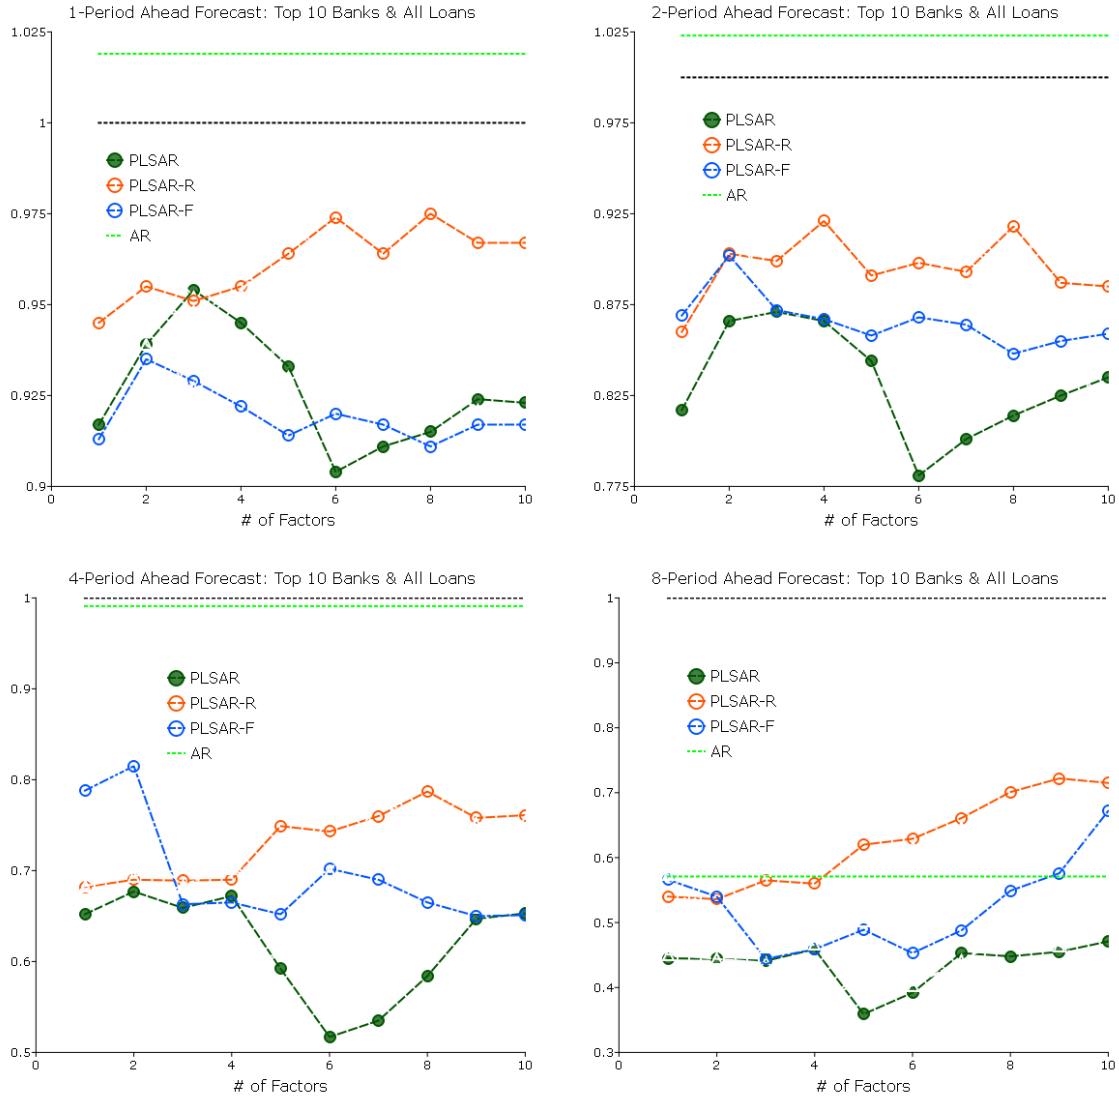 1-Period Ahead Forecast: Top 10 Banks & All Loans
1.025
1
0.975
0.95
0.925
0.9
PLSAR
PLSAR-R
PLSAR-F
AR
0 2 4 6 8 10
# of Factors
2-Period Ahead Forecast: Top 10 Banks & All Loans
1.025
0.975
0.925
0.875
0.825
0.775
PLSAR
PLSAR-R
PLSAR-F
AR
0 2 4 6 8 10
# of Factors
4-Period Ahead Forecast: Top 10 Banks & All Loans
1
0.9
0.8
0.7
0.6
0.5
PLSAR
PLSAR-R
PLSAR-F
AR
0 2 4 6 8 10
# of Factors
8-Period Ahead Forecast: Top 10 Banks & All Loans
1
0.9
0.8
0.7
0.6
0.5
0.4
0.3
PLSAR
PLSAR-R
PLSAR-F
AR
0 2 4 6 8 10
# of Factors